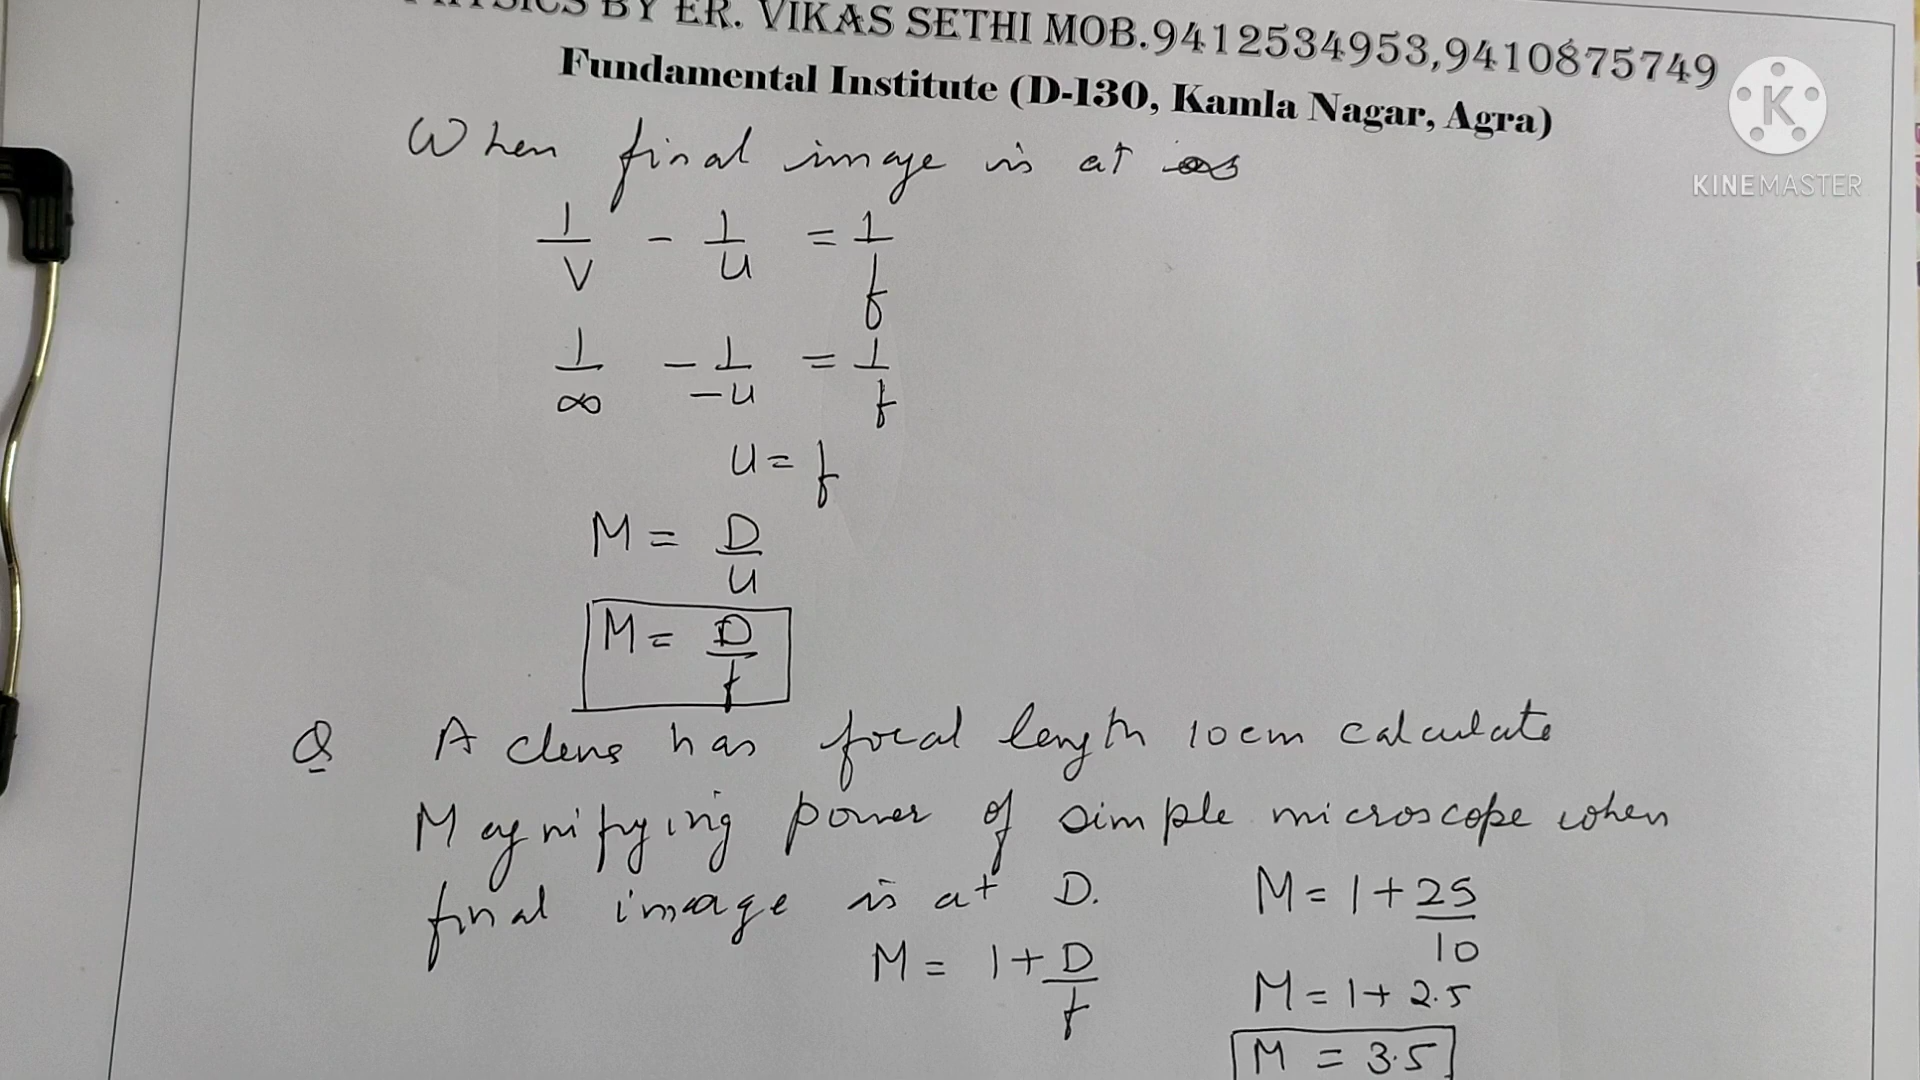 PHYSICS BY ER. VIKAS SETHI MOB.9412534953,9410875749
Fundamental Institute (D-130, Kamla Nagar, Agra)
K
KINEMASTER
When final image is at ∞
1/v - 1/u = 1/f
1/∞ - 1/-u = 1/f
u = f
M = D/u
M = D/f
Q A clens has focal length 10cm calculate
Magnifying power of simple microscope when
final image is at D.
M = 1 + D/f
M = 1 + 25/10
M = 1 + 2.5
M = 3.5